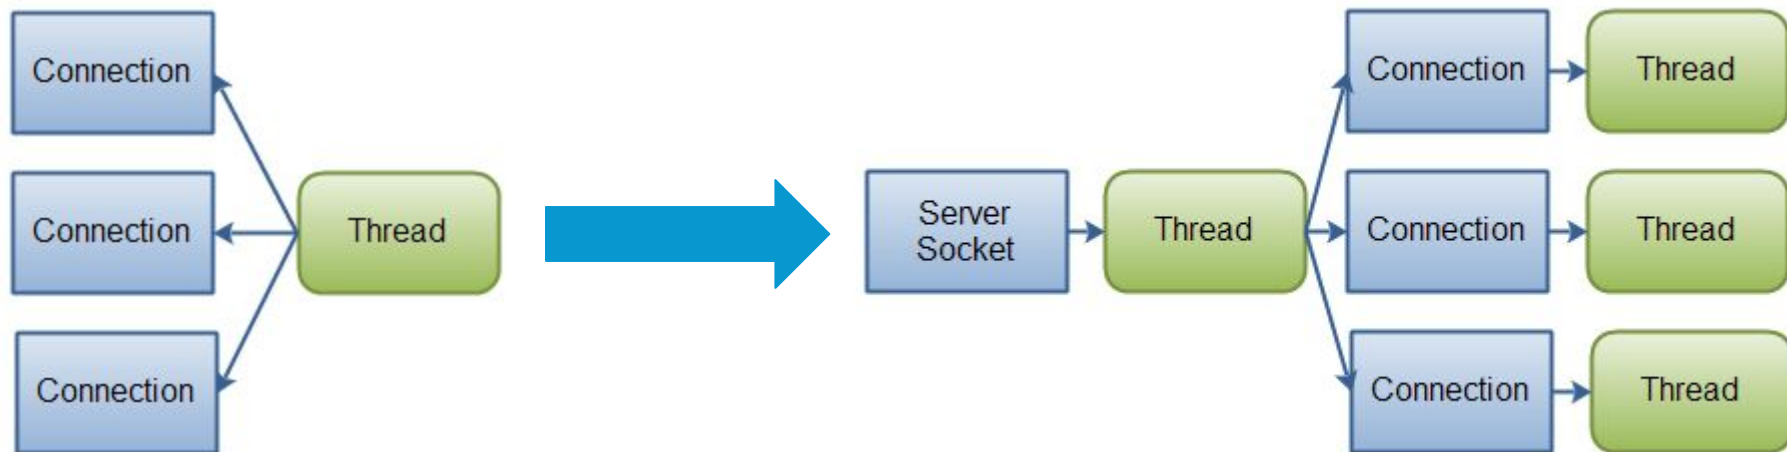 Connection
Connection
Thread
Connection
Server
Socket
Thread
Connection
Thread
Connection
Thread
Connection
Thread